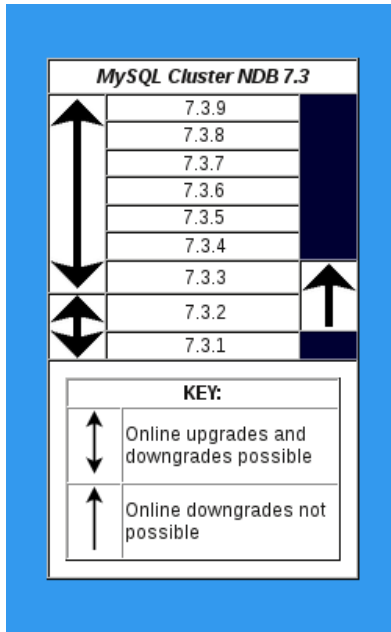 MySQL Cluster NDB 7.3
7.3.9
7.3.8
7.3.7
7.3.6
7.3.5
7.3.4
7.3.3
7.3.2
7.3.1
KEY:
Online upgrades and
downgrades possible
Online downgrades not
possible